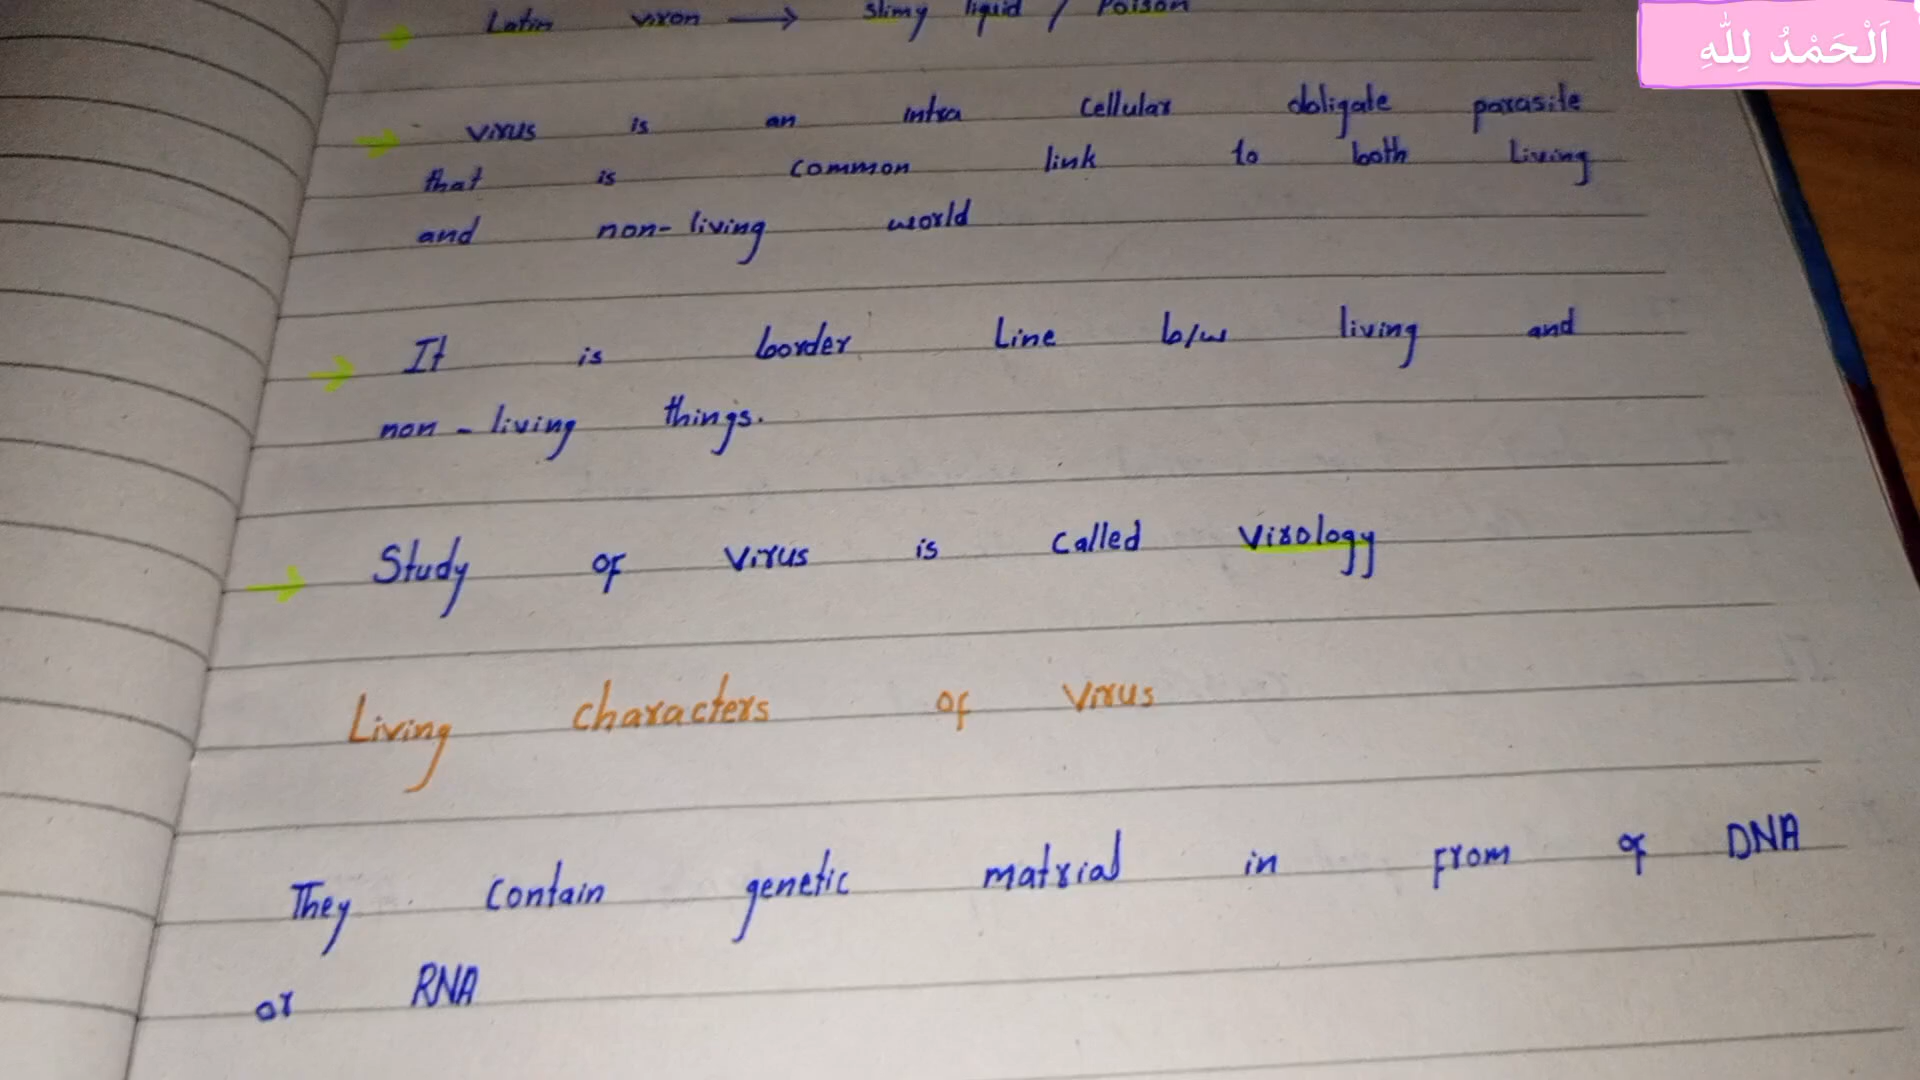 Latin viron → slimy liquid / Poison
اَلْحَمْدُ لِلّٰهِ
→ virus is an intra cellular obligate parasite
that is common link to both Living
and non-living world
→ It is border Line b/w living and
non-living things.
→ Study of virus is called virology
Living characters of virus
They contain genetic matrial in from of DNA
or RNA